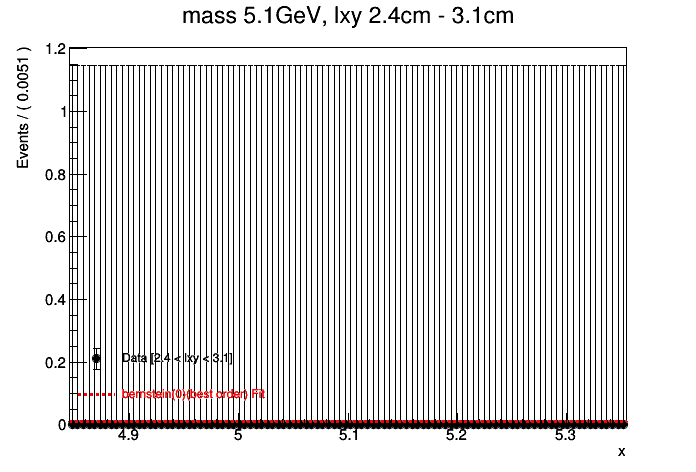 mass 5.1GeV, lxy 2.4cm - 3.1cm
Events / ( 0.0051 )
1.2
1
0.8
0.6
0.4
0.2
0
Data [2.4 < lxy < 3.1]
bernstein(0)(best order) Fit
4.9 5 5.1 5.2 5.3
x